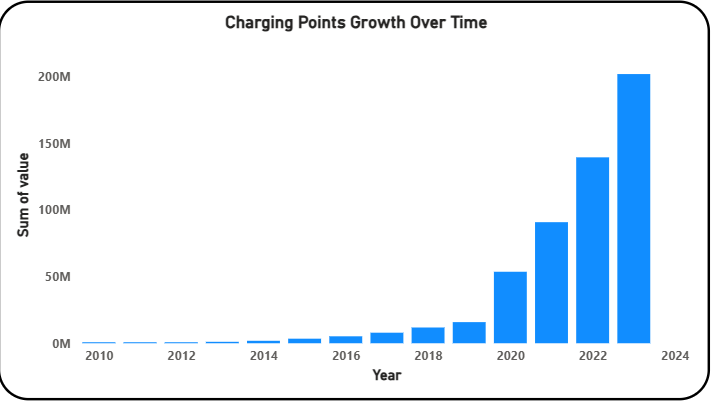 Charging Points Growth Over Time
200M
150M
100M
50M
0M
Sum of value
2010 2012 2014 2016 2018 2020 2022 2024
Year